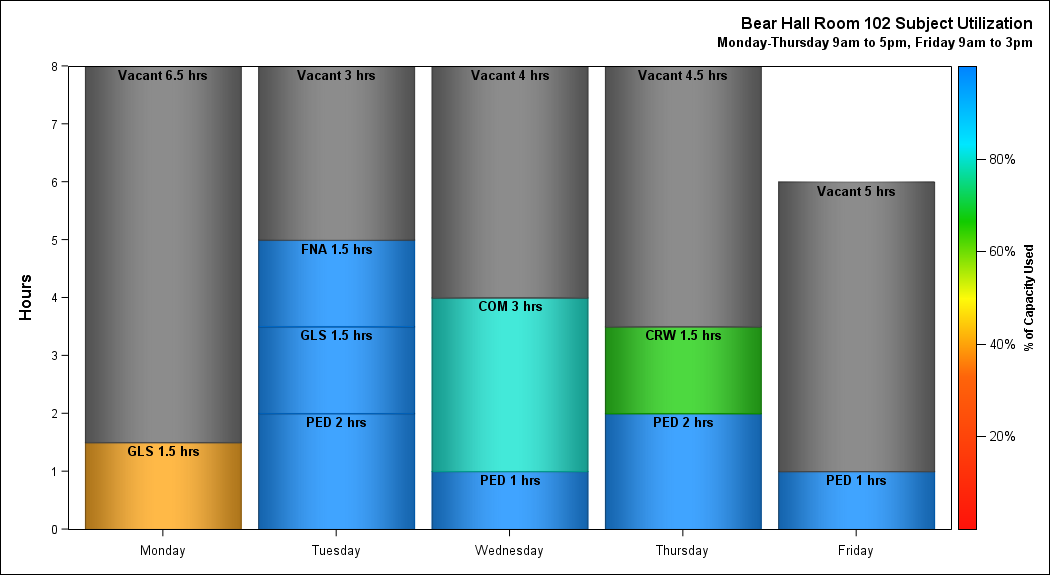 Bear Hall Room 102 Subject Utilization
Monday-Thursday 9am to 5pm, Friday 9am to 3pm
Hours
8
7
6
5
4
3
2
1
0
Vacant 6.5 hrs
GLS 1.5 hrs
Vacant 3 hrs
FNA 1.5 hrs
GLS 1.5 hrs
PED 2 hrs
Vacant 4 hrs
COM 3 hrs
PED 1 hrs
Vacant 4.5 hrs
CRW 1.5 hrs
PED 2 hrs
Vacant 5 hrs
PED 1 hrs
Monday
Tuesday
Wednesday
Thursday
Friday
80%
60%
40%
20%
% of Capacity Used